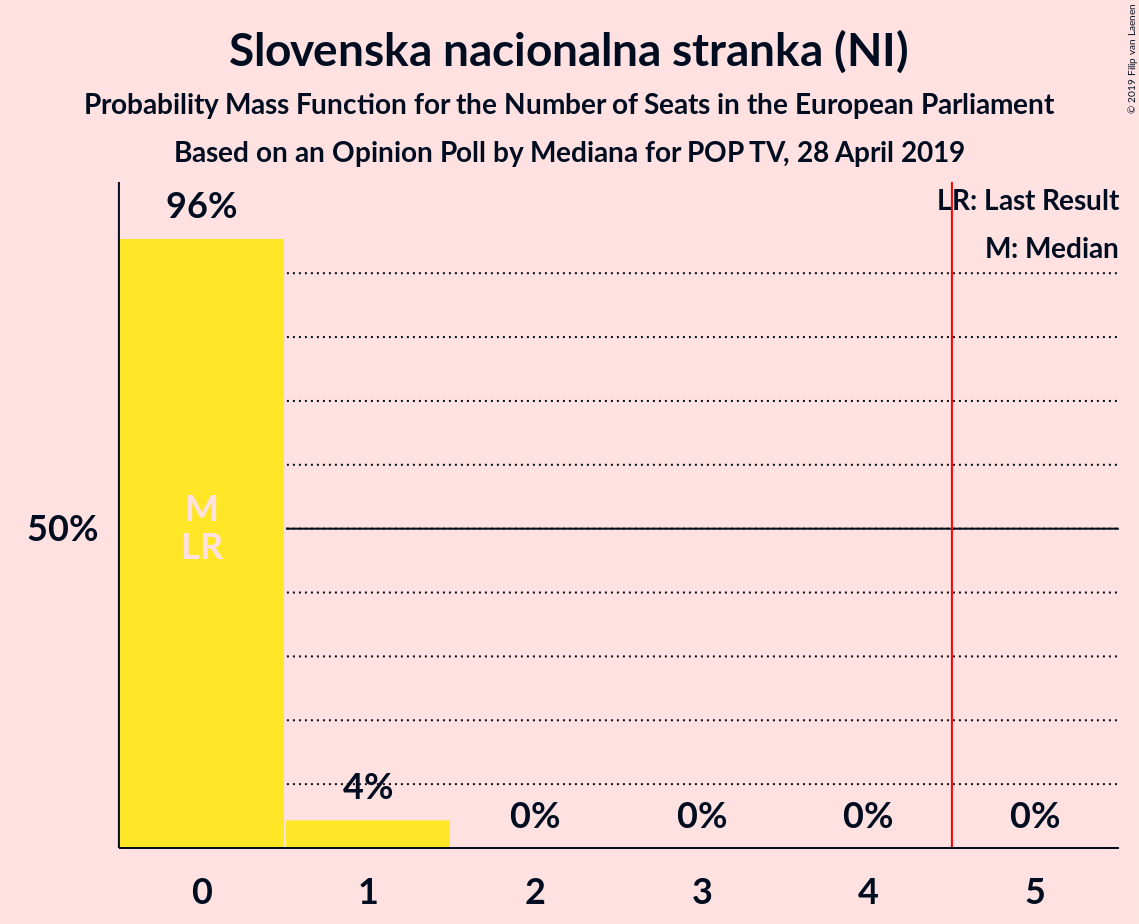 Slovenska nacionalna stranka (NI)
Probability Mass Function for the Number of Seats in the European Parliament
Based on an Opinion Poll by Mediana for POP TV, 28 April 2019
© 2019 Filip van Laenen
LR: Last Result
M: Median
96%
M
LR
50%
4%
0%
0%
0%
0%
0 1 2 3 4 5